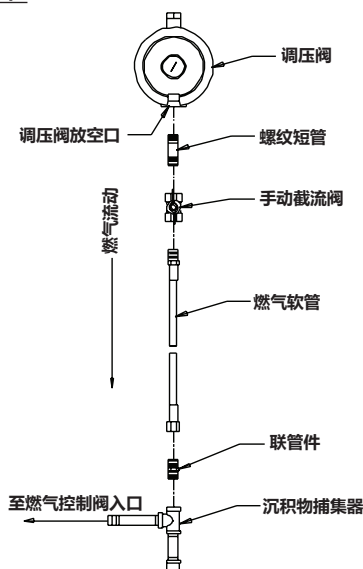 调压阀
调压阀放空口
螺纹短管
手动截流阀
燃气流动
燃气软管
联管件
至燃气控制阀入口
沉积物捕集器